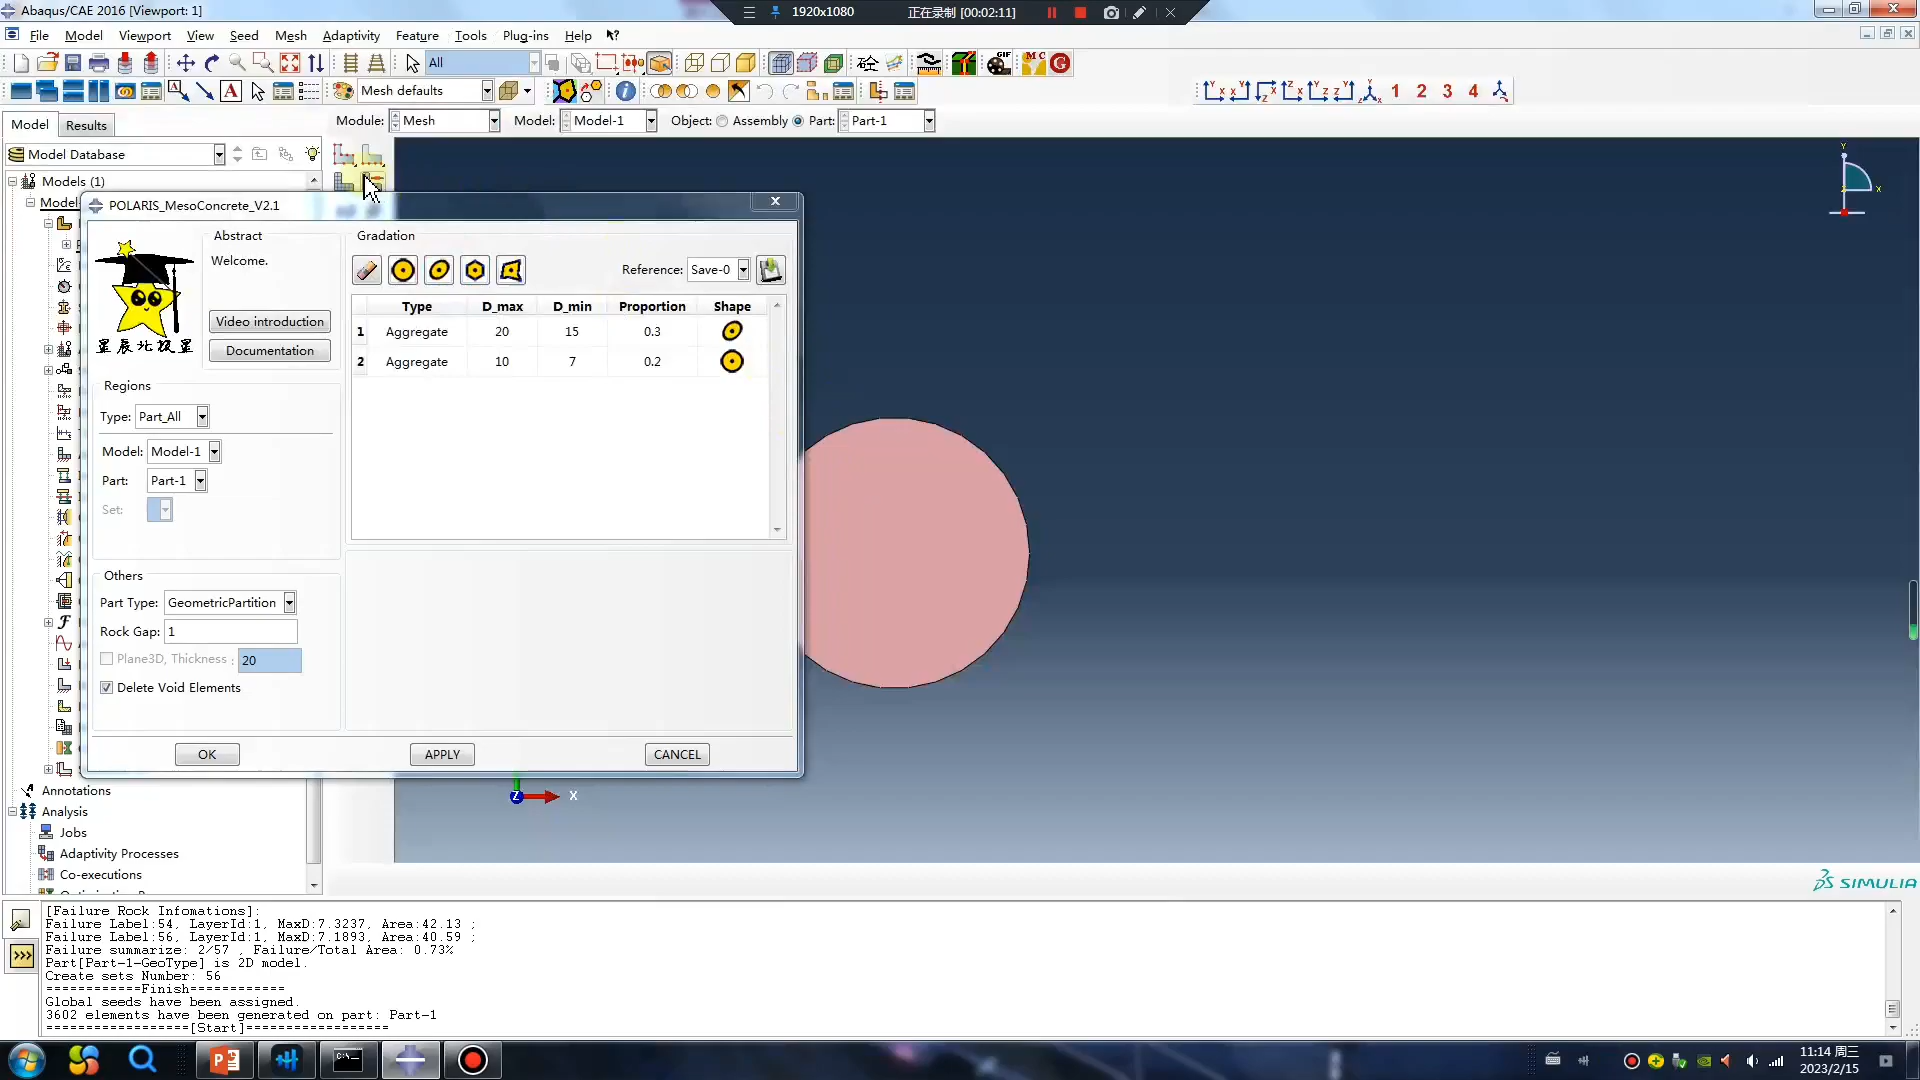 Abaqus/CAE 2016 [Viewport: 1]
1920x1080
正在录制 [00:02:11]
File Model Viewport View Seed Mesh Adaptivity Feature Tools Plug-ins Help
All
GIF
M C
G
A
Mesh defaults
1 2 3 4
Model Results
Module: Mesh Model: Model-1 Object: Assembly Part: Part-1
Model Database
Models (1)
Model
POLARIS_MesoConcrete_V2.1
Abstract
Welcome.
Video introduction
Documentation
星辰北极星
Regions
Type: Part_All
Model: Model-1
Part: Part-1
Set:
Others
Part Type: GeometricPartition
Rock Gap: 1
Plane3D, Thickness : 20
Delete Void Elements
Gradation
Reference: Save-0
Type D_max D_min Proportion Shape
1 Aggregate 20 15 0.3
2 Aggregate 10 7 0.2
OK APPLY CANCEL
Y
X
Z X
Annotations
Analysis
Jobs
Adaptivity Processes
Co-executions
SIMULIA
[Failure Rock Infomations]:
Failure Label:54, LayerId:1, MaxD:7.3237, Area:42.13 ;
Failure Label:56, LayerId:1, MaxD:7.1893, Area:40.59 ;
Failure summarize: 2/57 , Failure/Total Area: 0.73%
Part[Part-1-GeoType] is 2D model.
Create sets Number: 56
============Finish============
Global seeds have been assigned.
3602 elements have been generated on part: Part-1
==================[Start]==================
11:14 周三
2023/2/15